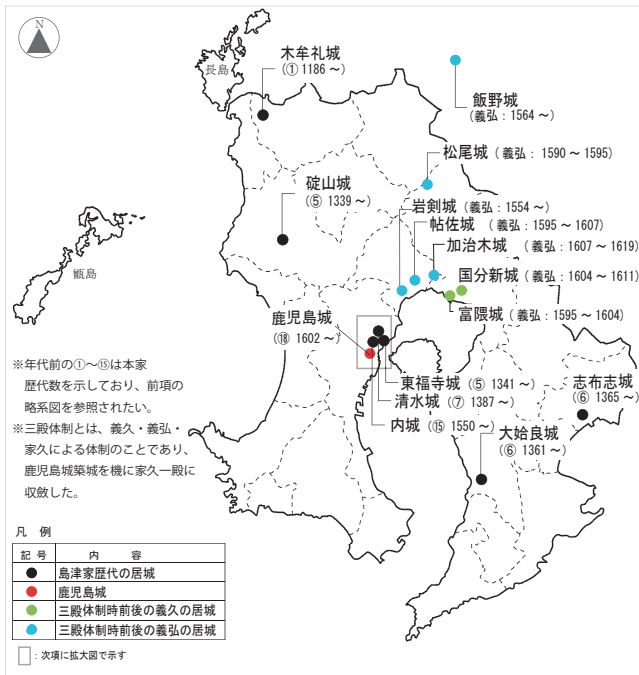 N
長島
木牟礼城
(① 1186 ～)
飯野城
(義弘：1564 ～)
松尾城 (義弘：1590 ～ 1595)
碇山城
(⑤ 1339 ～)
岩剣城 (義弘：1554 ～)
帖佐城 (義弘：1595 ～ 1607)
加治木城 (義弘：1607 ～ 1619)
国分新城 (義弘：1604 ～ 1611)
富隈城 (義弘：1595 ～ 1604)
甑島
鹿児島城
(⑱ 1602 ～)
東福寺城 (⑤ 1341 ～)
清水城 (⑦ 1387 ～)
内城 (⑮ 1550 ～)
志布志城
(⑥ 1365 ～)
大姶良城
(⑥ 1361 ～)
※年代前の①～⑮は本家
歴代数を示しており、前項の
略系図を参照されたい。
※三殿体制とは、義久・義弘・
家久による体制のことであり、
鹿児島城築城を機に家久一殿に
収斂した。
凡 例
記 号 内 容
島津家歴代の居城
鹿児島城
三殿体制時前後の義久の居城
三殿体制時前後の義弘の居城
：次項に拡大図で示す